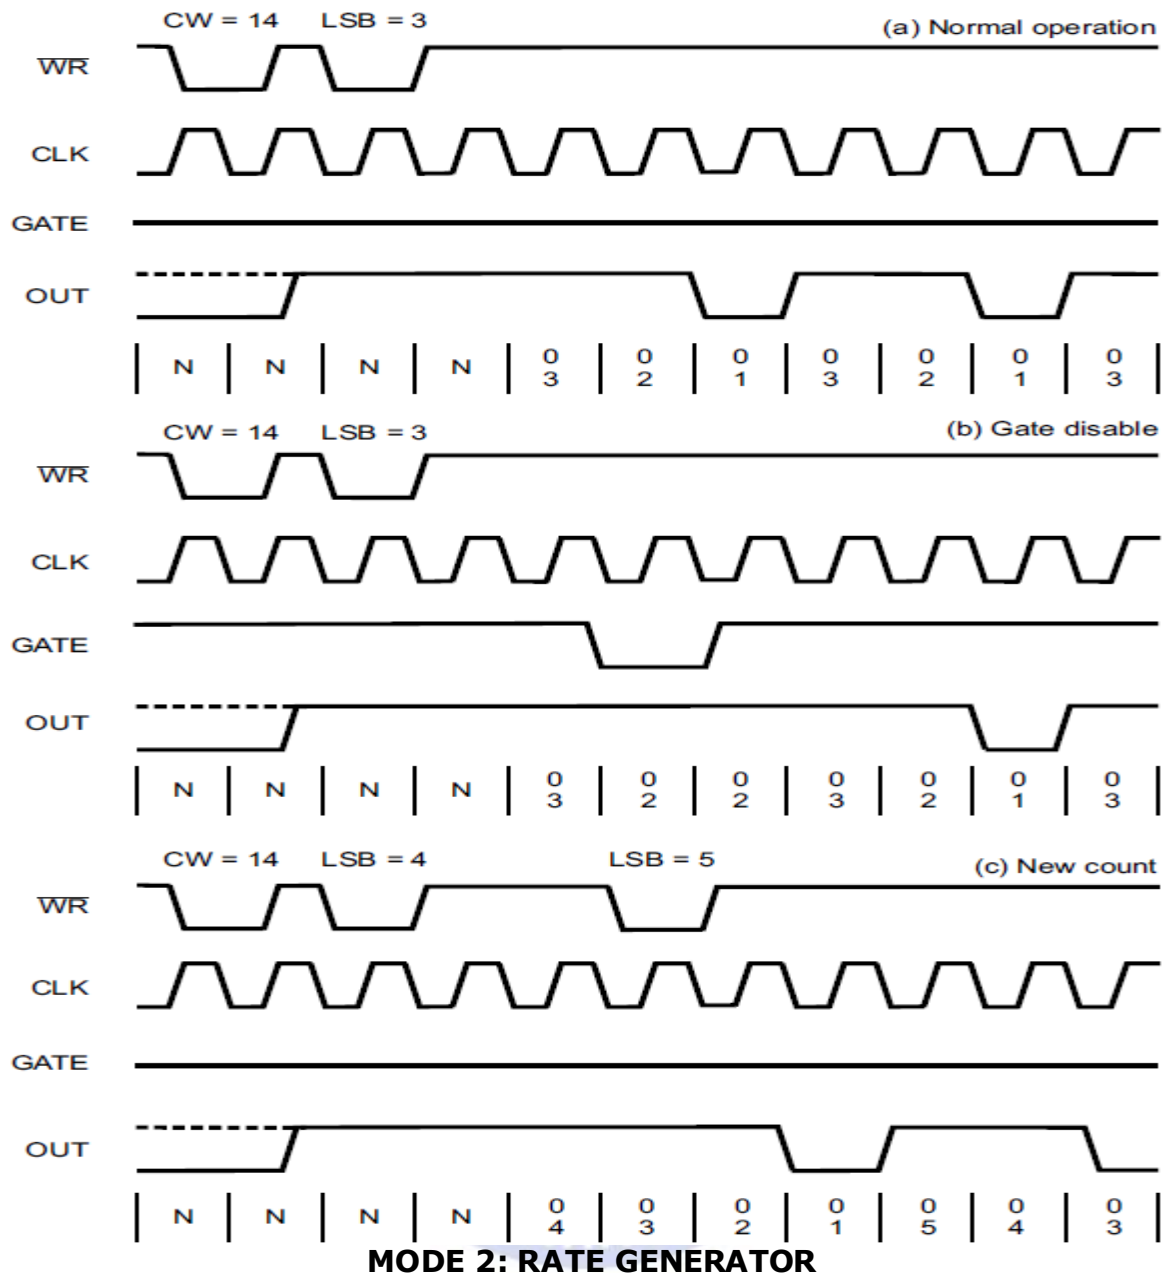 CW = 14 LSB = 3
(a) Normal operation
WR
CLK
GATE
OUT
N N N N 0 0 0 0 0 0 0
3 2 1 3 2 1 3
CW = 14 LSB = 3
(b) Gate disable
WR
CLK
GATE
OUT
N N N N 0 0 0 0 0 0 0
3 2 2 3 2 1 3
CW = 14 LSB = 4 LSB = 5
(c) New count
WR
CLK
GATE
OUT
N N N N 0 0 0 0 0 0 0
4 3 2 1 5 4 3
MODE 2: RATE GENERATOR